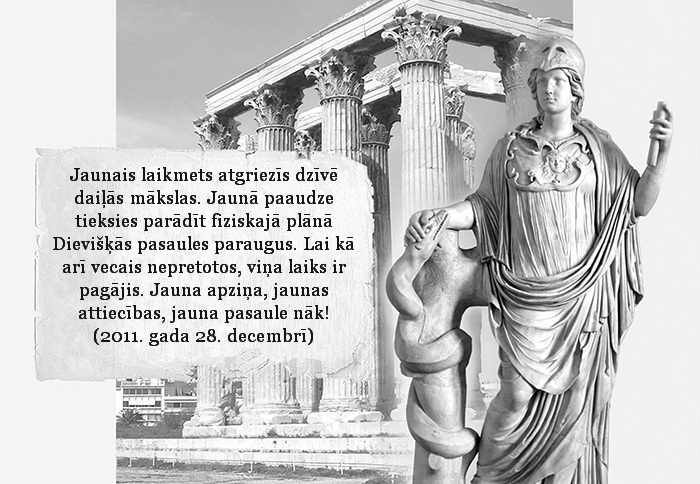 Jaunais laikmets atgriezīs dzīvē
daiļās mākslas. Jaunā paaudze
tieksies parādīt fiziskajā plānā
Dievišķās pasaules paraugus. Lai kā
arī vecais nepretotos, viņa laiks ir
pagājis. Jauna apziņa, jaunas
attiecības, jauna pasaule nāk!
(2011. gada 28. decembrī)